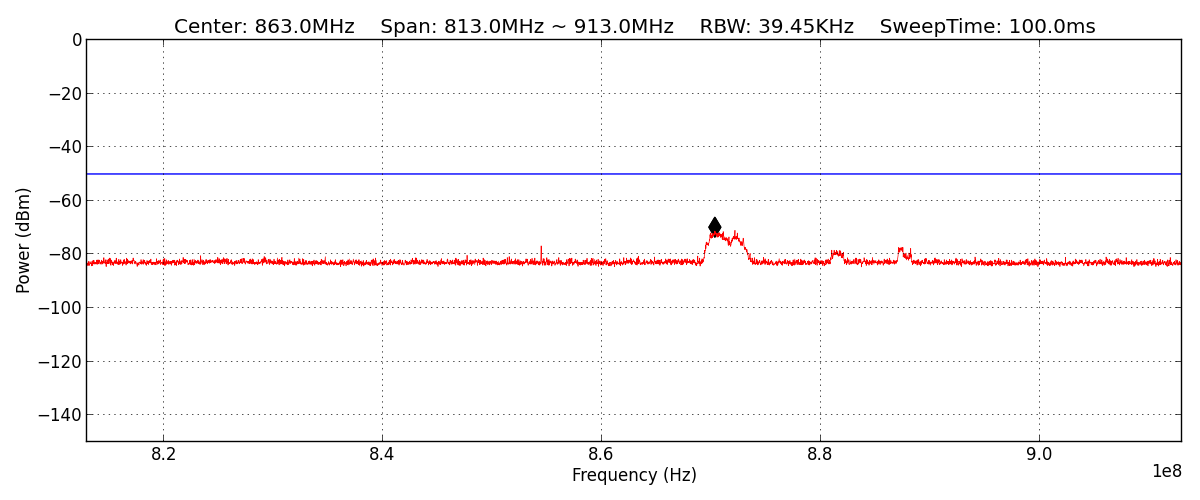 Center: 863.0MHz    Span: 813.0MHz ~ 913.0MHz    RBW: 39.45KHz    SweepTime: 100.0ms
0
−20
−40
−60
−80
−100
−120
−140
Power (dBm)
8.2 8.4 8.6 8.8 9.0
Frequency (Hz)
1e8